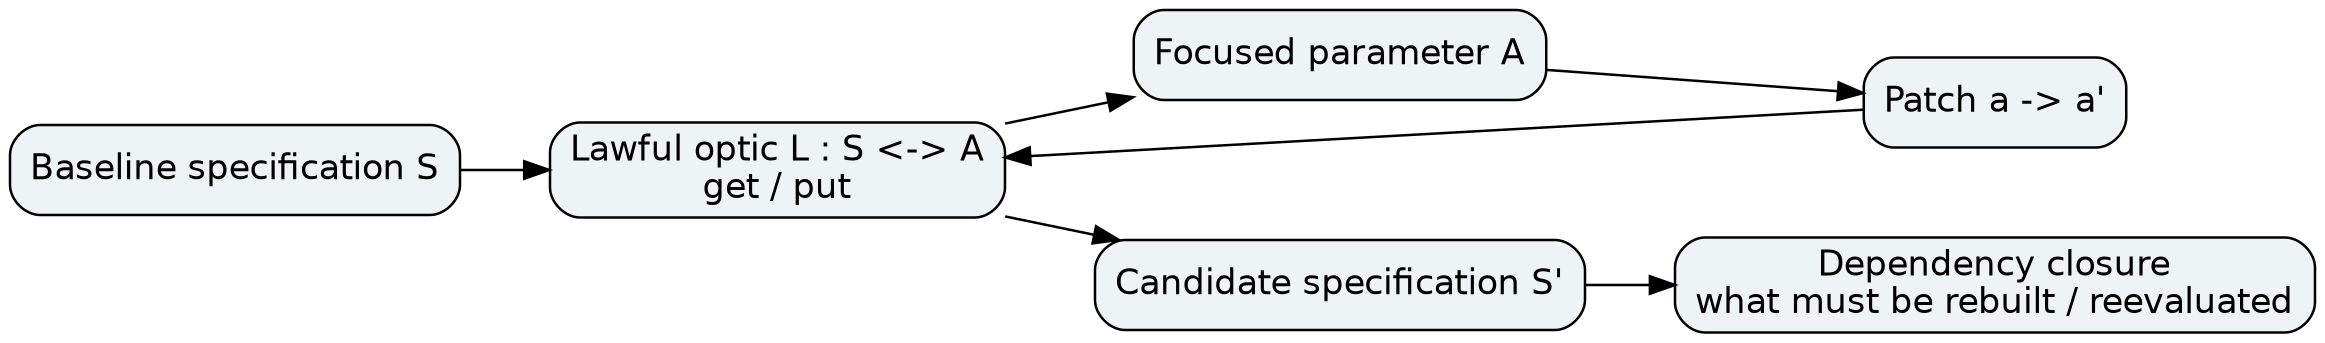 Baseline specification S
Lawful optic L : S <-> A
get / put
Focused parameter A
Patch a -> a'
Candidate specification S'
Dependency closure
what must be rebuilt / reevaluated